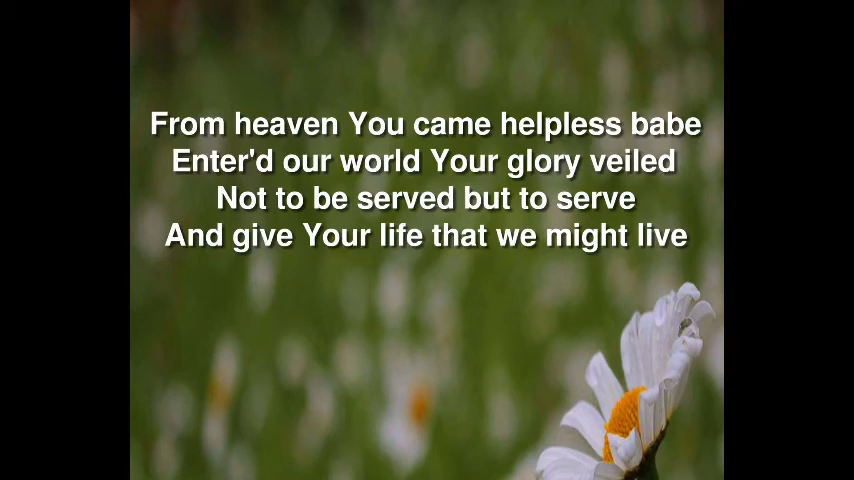 From heaven You came helpless babe
Enter'd our world Your glory veiled
Not to be served but to serve
And give Your life that we might live